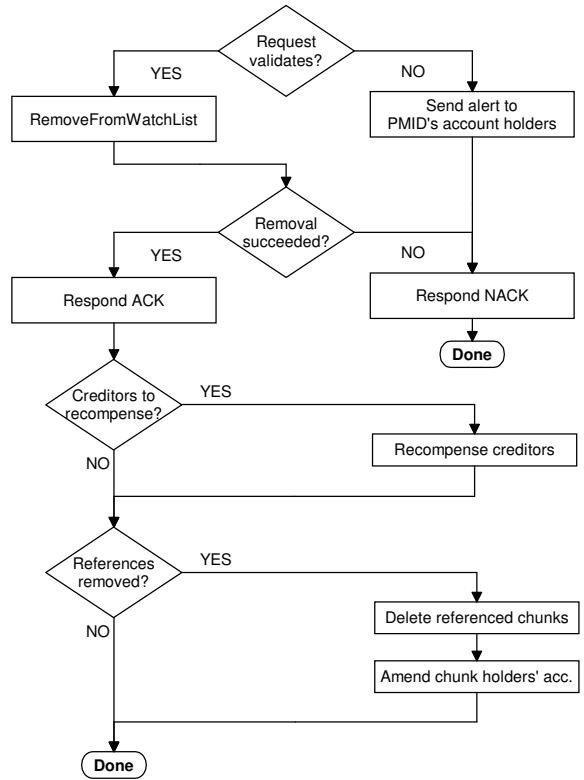 Request
validates?
YES
NO
RemoveFromWatchList
Send alert to
PMID's account holders
Removal
succeeded?
YES
NO
Respond ACK
Respond NACK
Done
Creditors to
recompense?
YES
NO
Recompense creditors
References
removed?
YES
NO
Delete referenced chunks
Amend chunk holders' acc.
Done